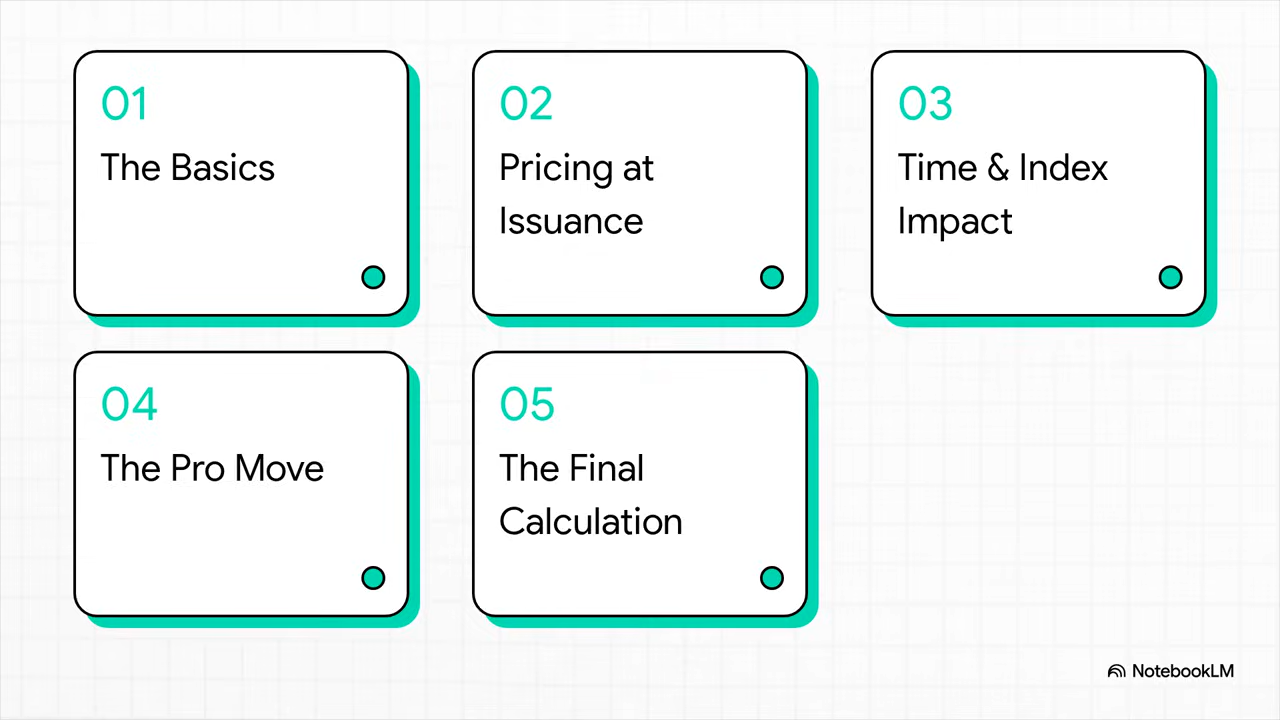 01
The Basics
02
Pricing at
Issuance
03
Time & Index
Impact
04
The Pro Move
05
The Final
Calculation
NotebookLM